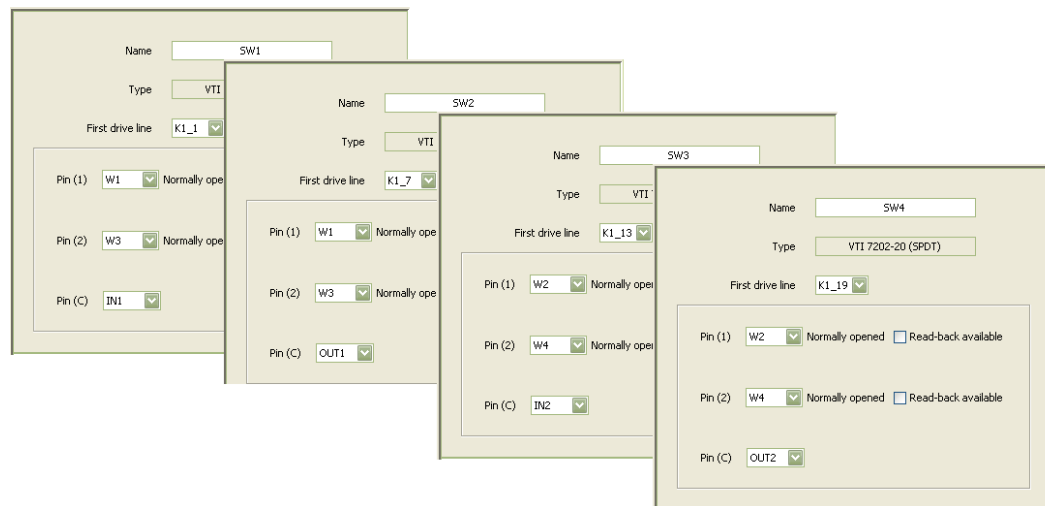 Name SW1
Type VTI
First drive line K1_1
Pin (1) W1 Normally ope
Pin (2) W3 Normally ope
Pin (C) IN1
Name SW2
Type VTI
First drive line K1_7
Pin (1) W1 Normally ope
Pin (2) W3 Normally ope
Pin (C) OUT1
Name SW3
Type VTI
First drive line K1_13
Pin (1) W2 Normally ope
Pin (2) W4 Normally ope
Pin (C) IN2
Name SW4
Type VTI 7202-20 (SPDT)
First drive line K1_19
Pin (1) W2 Normally opened Read-back available
Pin (2) W4 Normally opened Read-back available
Pin (C) OUT2